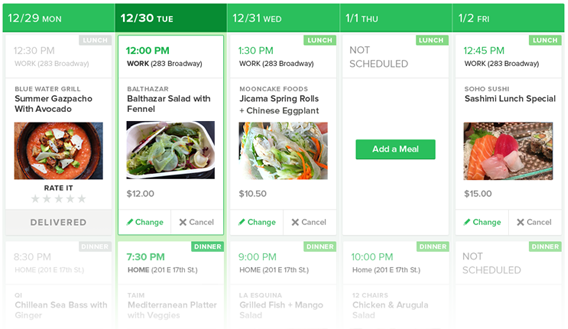 12/29 MON
12/30 TUE
12/31 WED
1/1 THU
1/2 FRI
LUNCH
12:30 PM
WORK (283 Broadway)
BLUE WATER GRILL
Summer Gazpacho
With Avocado
RATE IT
DELIVERED
12:00 PM
WORK (283 Broadway)
BALTHAZAR
Balthazar Salad with
Fennel
$12.00
Change
Cancel
LUNCH
1:30 PM
WORK (283 Broadway)
MOONCAKE FOODS
Jicama Spring Rolls
+ Chinese Eggplant
$10.50
Change
Cancel
LUNCH
NOT
SCHEDULED
Add a Meal
LUNCH
12:45 PM
WORK (283 Broadway)
SOHO SUSHI
Sashimi Lunch Special
$15.00
Change
Cancel
DINNER
8:30 PM
HOME (201 E 17th St.)
QI
Chillean Sea Bass with
Ginger
DINNER
7:30 PM
HOME (201 E 17th St.)
TAIM
Mediterranean Platter
with Veggies
DINNER
9:00 PM
HOME (201 E 17th St.)
LA ESQUINA
Grilled Fish + Mango
Salad
DINNER
10:00 PM
HOME (201 E 17th St.)
12 CHAIRS
Chicken & Arugula
Salad
DINNER
NOT
SCHEDULED